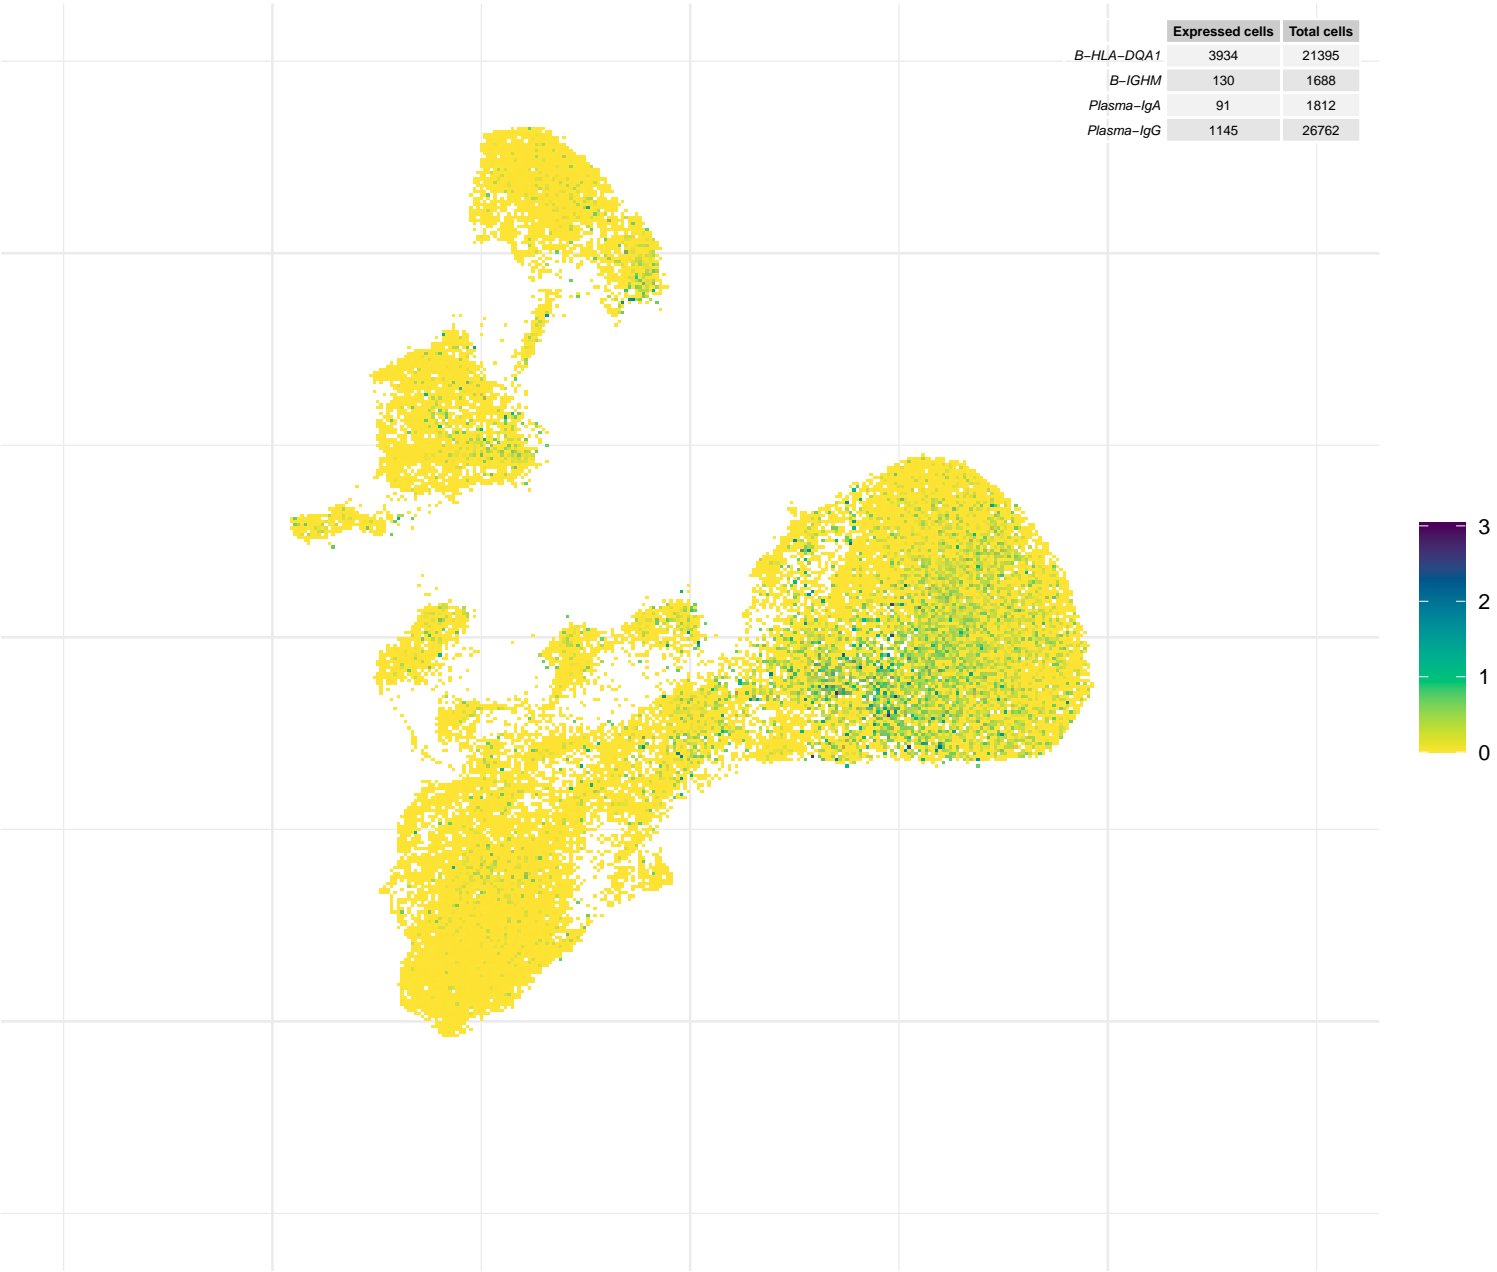 Expressed cells Total cells
B−HLA−DQA1 3934 21395
B−IGHM 130 1688
Plasma−IgA 91 1812
Plasma−IgG 1145 26762
3
2
1
0